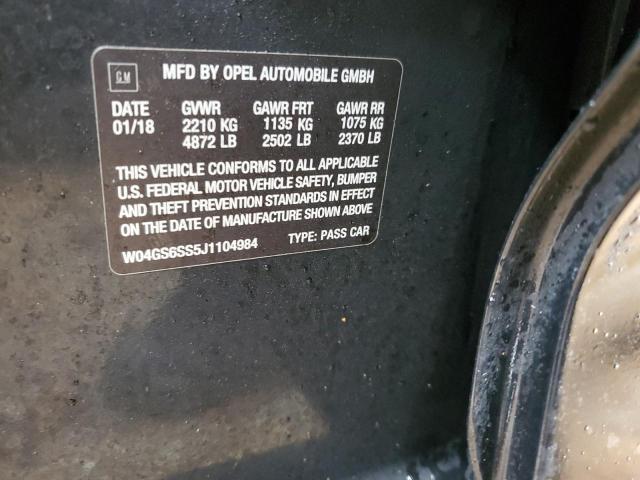 GM
MFD BY OPEL AUTOMOBILE GMBH
DATE GVWR GAWR FRT GAWR RR
01/18 2210 KG 1135 KG 1075 KG
4872 LB 2502 LB 2370 LB
THIS VEHICLE CONFORMS TO ALL APPLICABLE
U.S. FEDERAL MOTOR VEHICLE SAFETY, BUMPER
AND THEFT PREVENTION STANDARDS IN EFFECT
ON THE DATE OF MANUFACTURE SHOWN ABOVE
W04GS6SS5J1104984 TYPE: PASS CAR